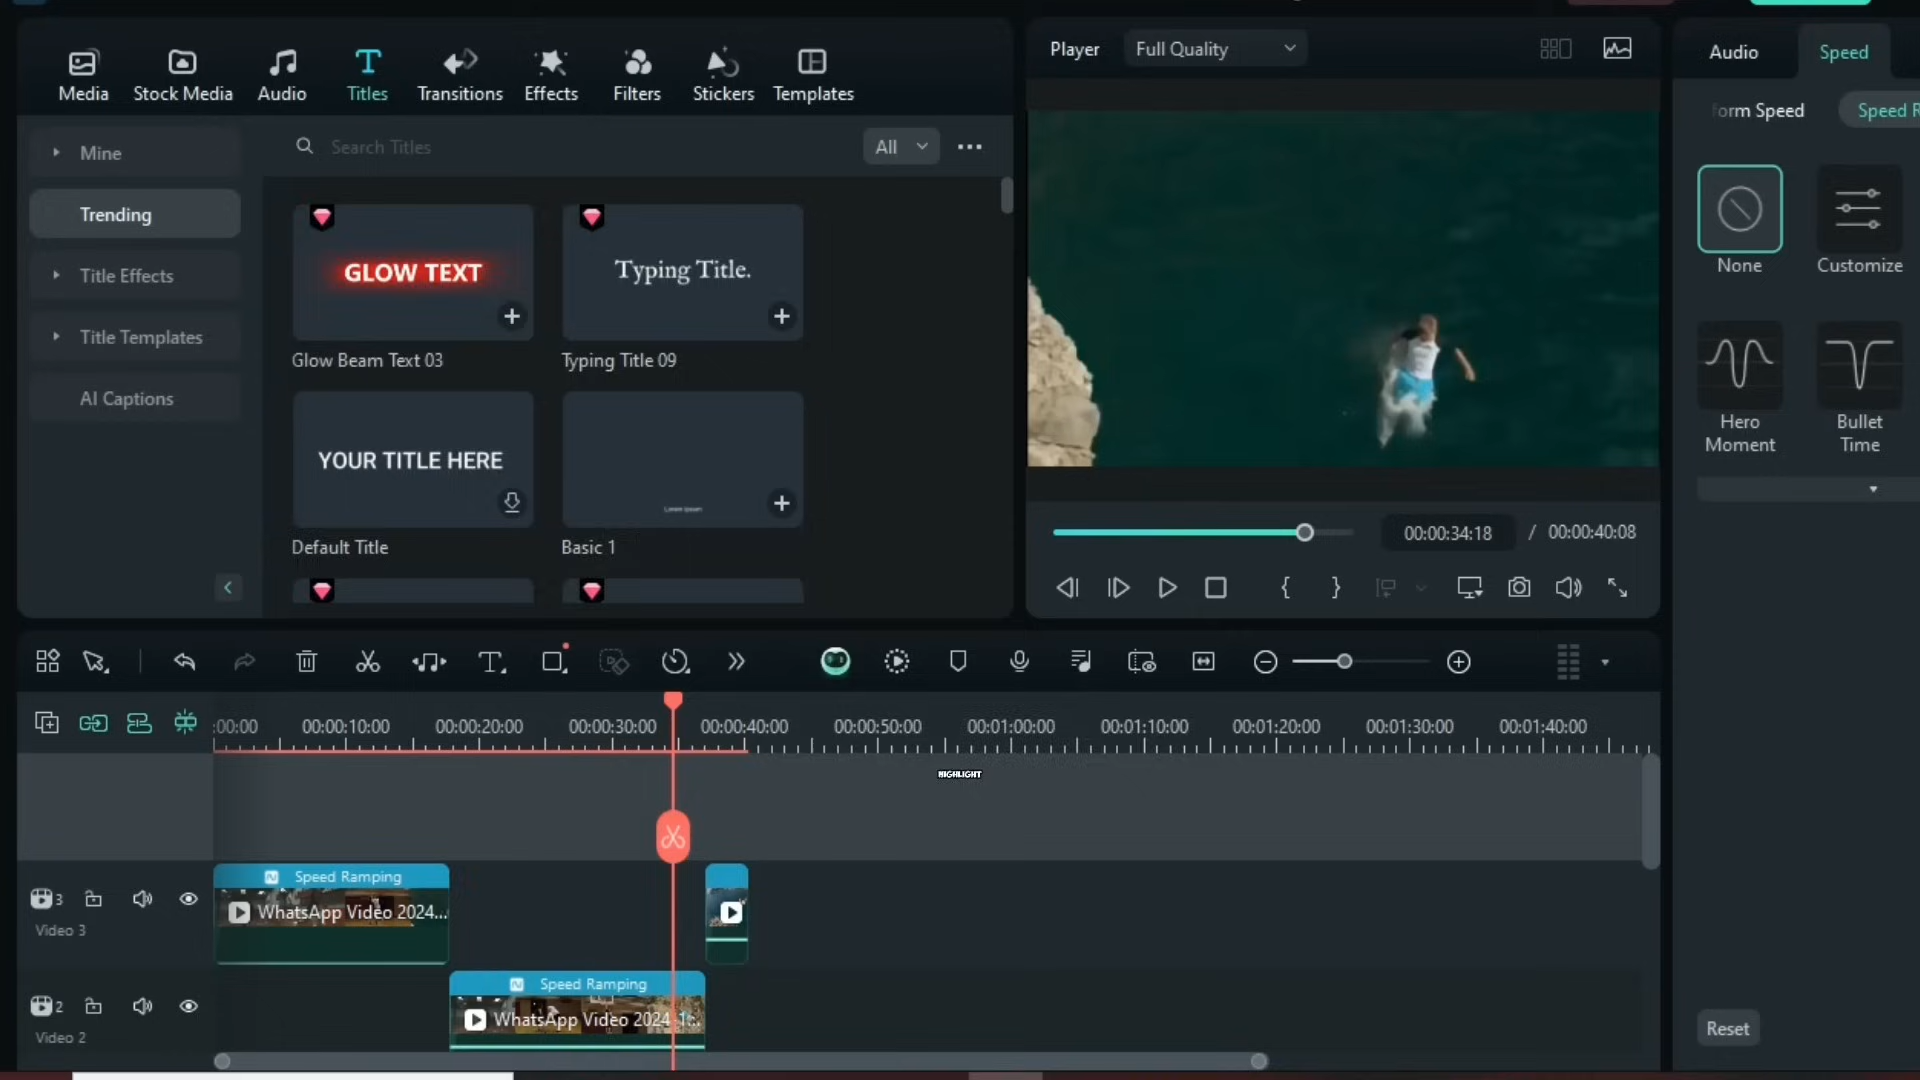 Media
Stock Media
Audio
Titles
Transitions
Effects
Filters
Stickers
Templates
Player
Full Quality
Audio
Speed
form Speed
Speed R
Mine
Trending
Title Effects
Title Templates
AI Captions
Search Titles
All
GLOW TEXT
Glow Beam Text 03
Typing Title.
Typing Title 09
YOUR TITLE HERE
Default Title
Lorem Ipsum
Basic 1
None
Customize
Hero
Moment
Bullet
Time
00:00:34:18 / 00:00:40:08
:00:00
00:00:10:00
00:00:20:00
00:00:30:00
00:00:40:00
00:00:50:00
00:01:00:00
00:01:10:00
00:01:20:00
00:01:30:00
00:01:40:00
HIGHLIGHT
3
Video 3
Speed Ramping
WhatsApp Video 2024...
2
Video 2
Speed Ramping
WhatsApp Video 2024-1...
Reset